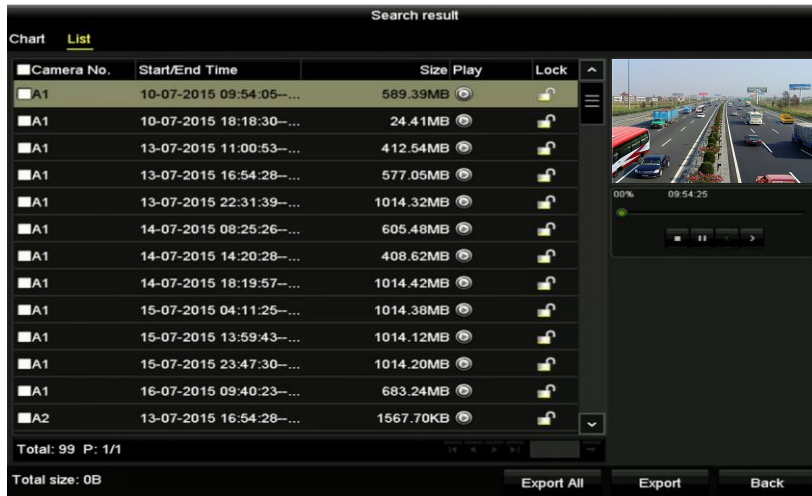 Search result
Chart List
Camera No. Start/End Time Size Play Lock
A1 10-07-2015 09:54:05--... 589.39MB
A1 10-07-2015 18:18:30--... 24.41MB
A1 13-07-2015 11:00:53--... 412.54MB
A1 13-07-2015 16:54:28--... 577.05MB
A1 13-07-2015 22:31:39--... 1014.32MB
A1 14-07-2015 08:25:26--... 605.48MB
A1 14-07-2015 14:20:28--... 408.62MB
A1 14-07-2015 18:19:57--... 1014.42MB
A1 15-07-2015 04:11:25--... 1014.38MB
A1 15-07-2015 13:59:43--... 1014.12MB
A1 15-07-2015 23:47:30--... 1014.20MB
A1 16-07-2015 09:40:23--... 683.24MB
A2 13-07-2015 16:54:28--... 1567.70KB
00% 09:54:25
Total: 99 P: 1/1
Total size: 0B
Export All Export Back